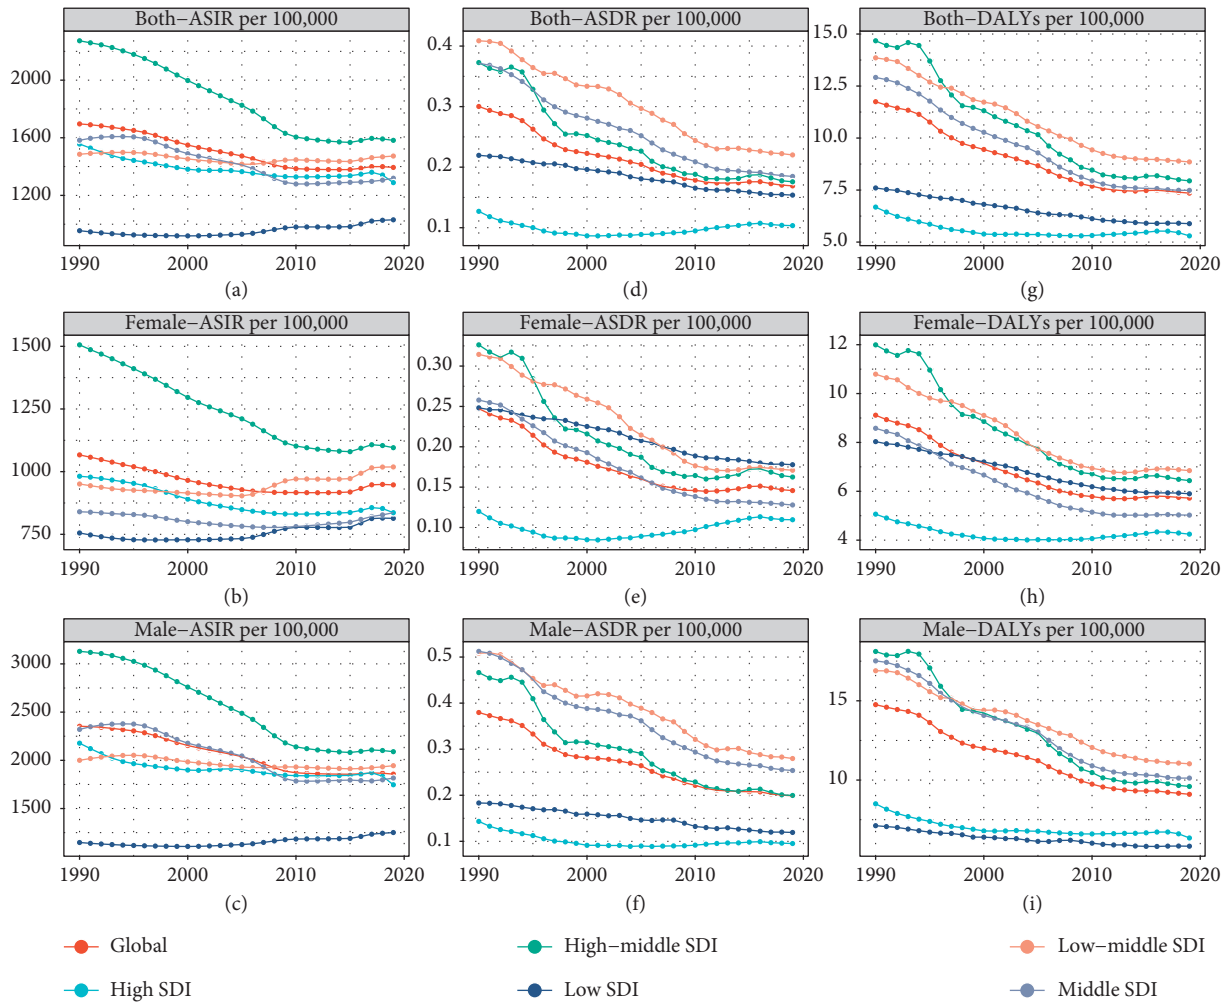 Both−ASIR per 100,000
2000
1600
1200
1990 2000 2010 2020
(a)
Both−ASDR per 100,000
0.4
0.3
0.2
0.1
1990 2000 2010 2020
(d)
Both−DALYs per 100,000
15.0
12.5
10.0
7.5
5.0
1990 2000 2010 2020
(g)
Female−ASIR per 100,000
1500
1250
1000
750
1990 2000 2010 2020
(b)
Female−ASDR per 100,000
0.30
0.25
0.20
0.15
0.10
1990 2000 2010 2020
(e)
Female−DALYs per 100,000
12
10
8
6
4
1990 2000 2010 2020
(h)
Male−ASIR per 100,000
3000
2500
2000
1500
1990 2000 2010 2020
(c)
Male−ASDR per 100,000
0.5
0.4
0.3
0.2
0.1
1990 2000 2010 2020
(f)
Male−DALYs per 100,000
15
10
1990 2000 2010 2020
(i)
Global
High−middle SDI
Low−middle SDI
High SDI
Low SDI
Middle SDI